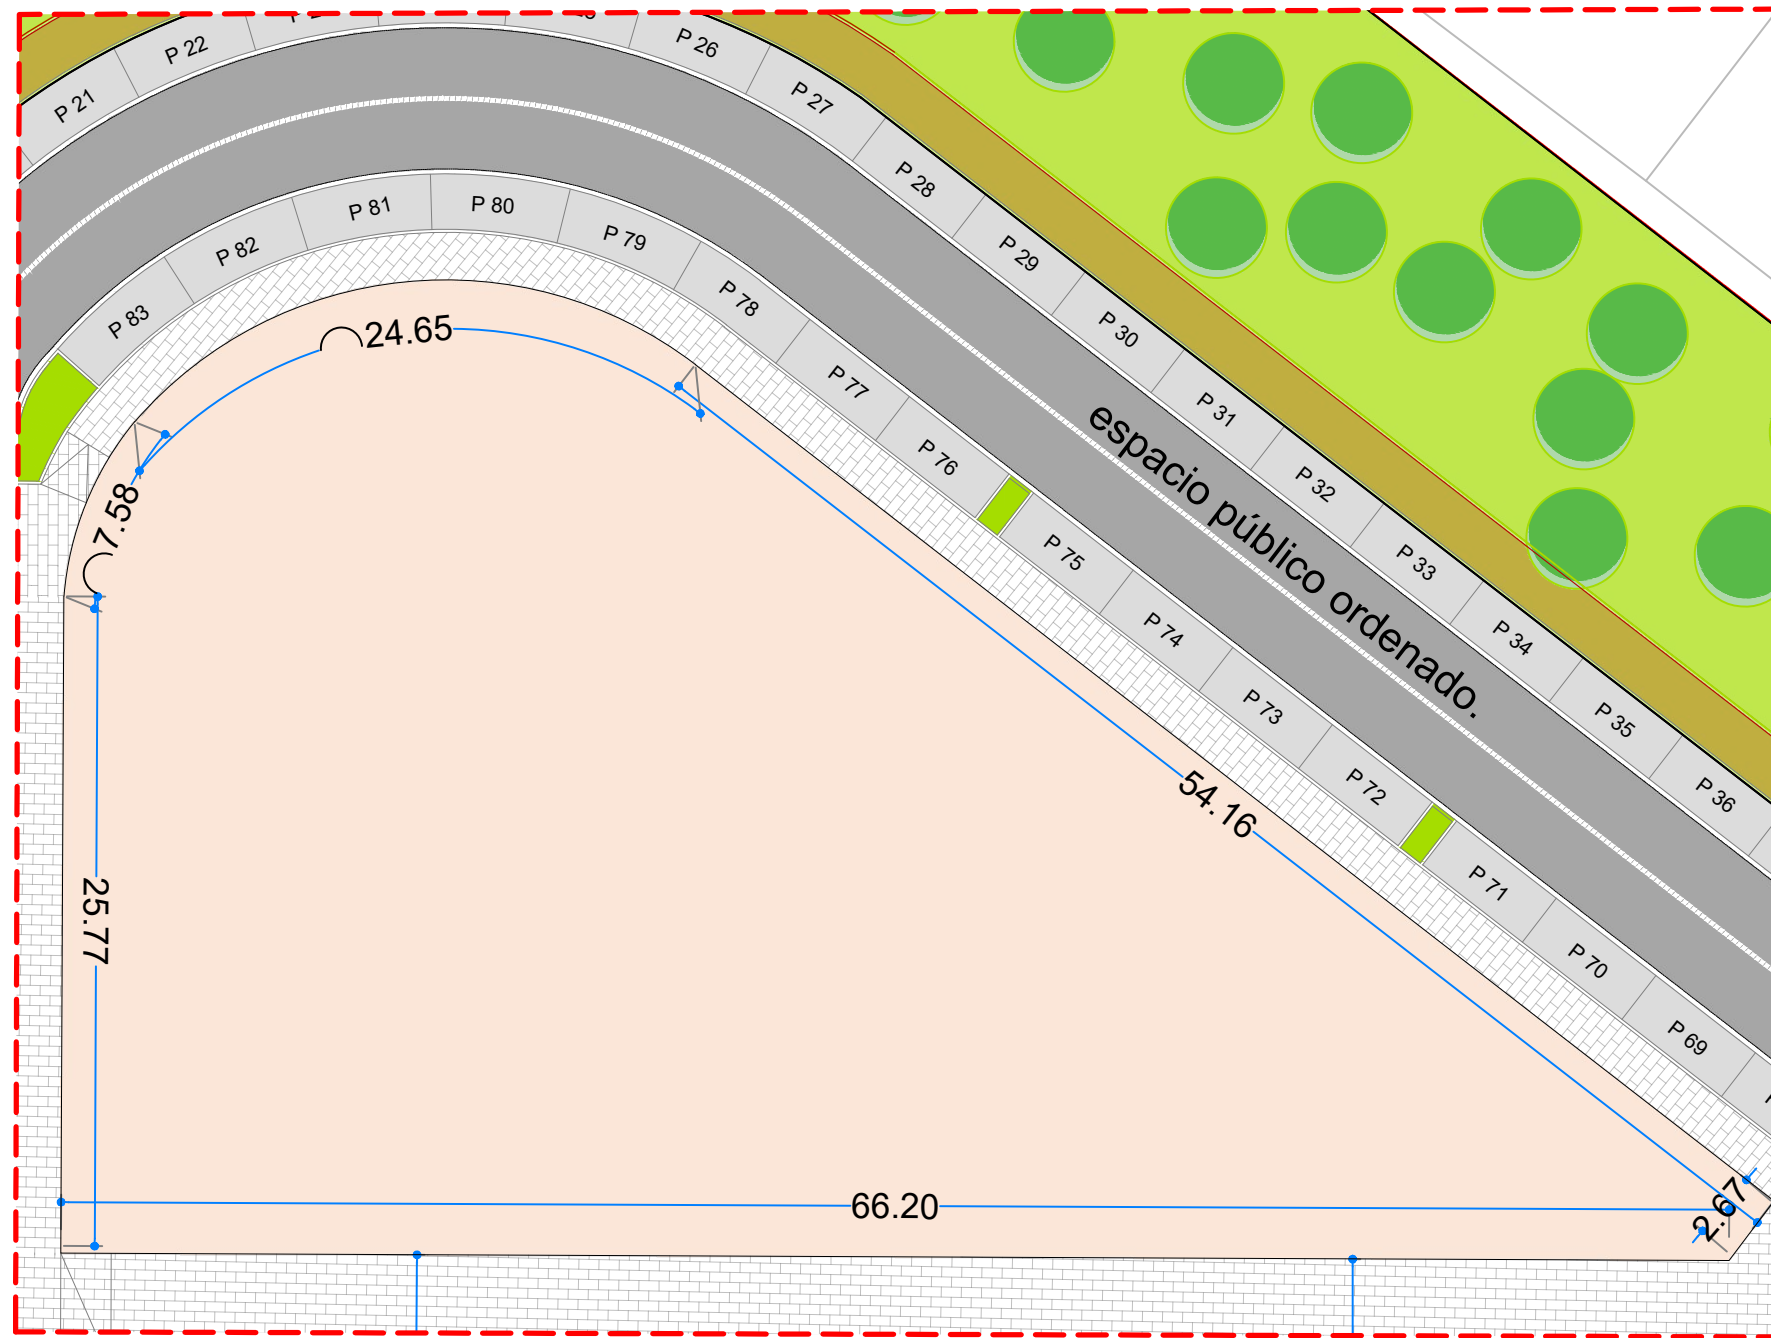 P 22
P 21
P 26
P 27
P 28
P 29
P 30
P 31
P 32
P 33
P 34
P 35
P 36
P 83
P 82
P 81
P 80
P 79
P 78
P 77
P 76
P 75
P 74
P 73
P 72
P 71
P 70
P 69
espacio público ordenado.
24.65
7.58
25.77
54.16
66.20
2.67